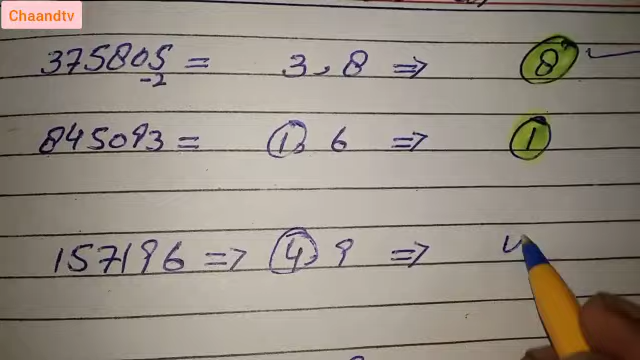 Chaandtv
375805 = 3, 8 ⇒ 8
-2
845093 = 1, 6 ⇒ 1
157196 ⇒ 4, 9 ⇒